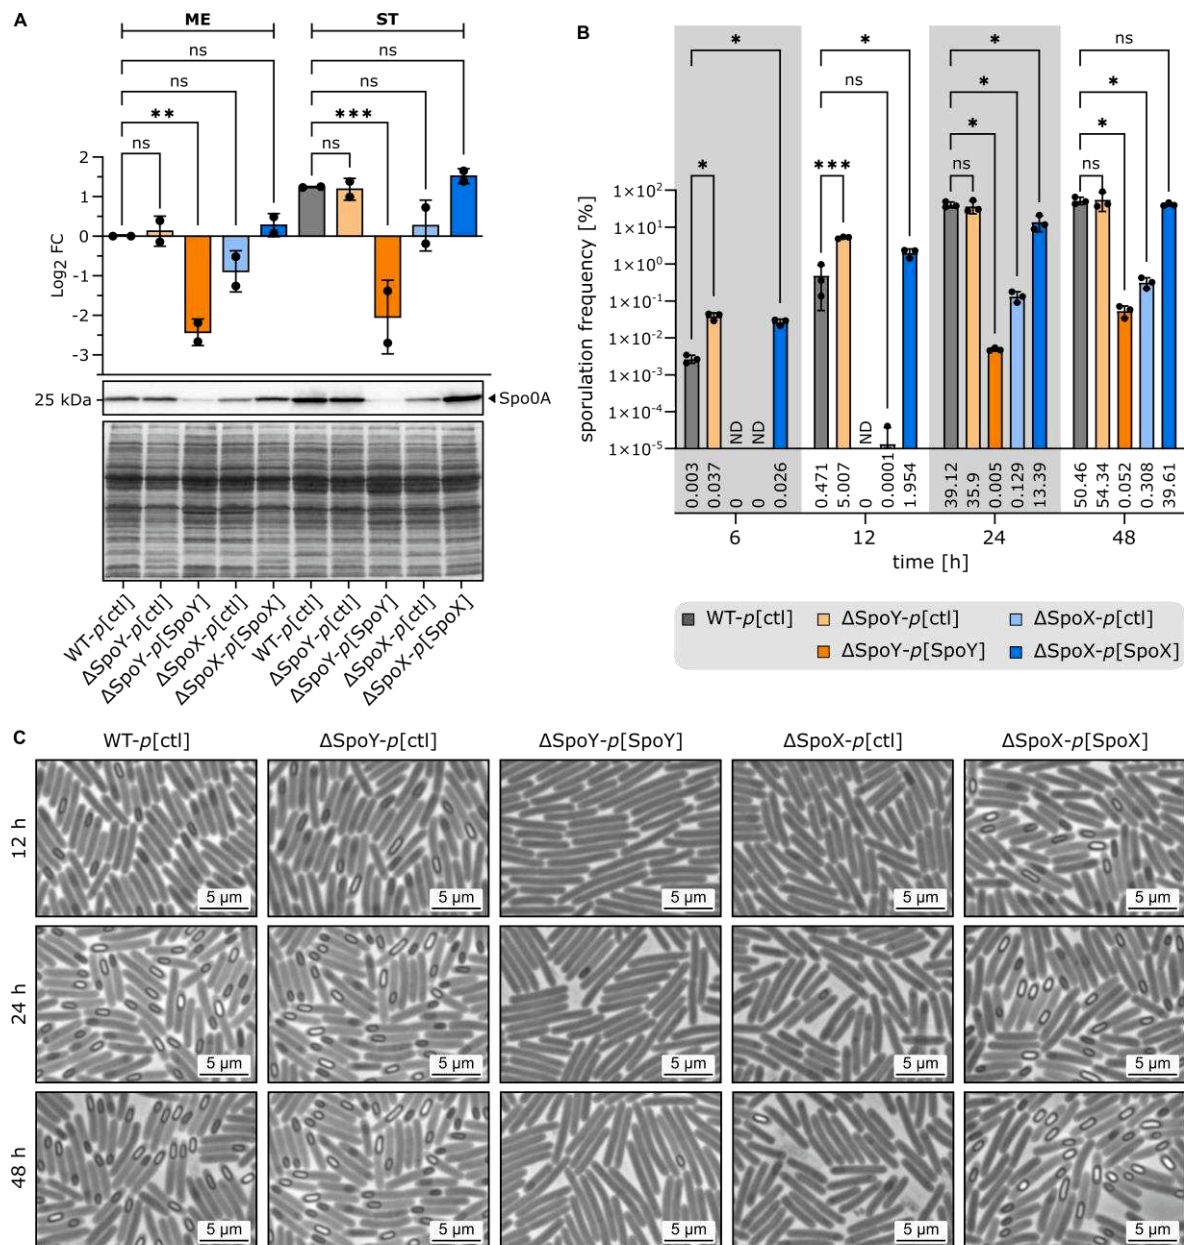 A
ME
ST
ns
ns
ns
ns
**
***
ns
ns
Log2 FC
2
1
0
-1
-2
-3
25 kDa
◄Spo0A
WT-p[ctl]
ΔSpoY-p[ctl]
ΔSpoY-p[SpoY]
ΔSpoX-p[ctl]
ΔSpoX-p[SpoX]
WT-p[ctl]
ΔSpoY-p[ctl]
ΔSpoY-p[SpoY]
ΔSpoX-p[ctl]
ΔSpoX-p[SpoX]
B
*
*
*
ns
ns
*
*
*
***
*
ns
*
ns
sporulation frequency [%]
1×10+2
1×10+1
1×10+0
1×10-1
1×10-2
1×10-3
1×10-4
1×10-5
ND
ND
ND
0.003
0.037
0
0
0.026
0.471
5.007
0
0.0001
1.954
39.12
35.9
0.005
0.129
13.39
50.46
54.34
0.052
0.308
39.61
6
12
24
48
time [h]
WT-p[ctl]
ΔSpoY-p[ctl]
ΔSpoX-p[ctl]
ΔSpoY-p[SpoY]
ΔSpoX-p[SpoX]
C
WT-p[ctl]
ΔSpoY-p[ctl]
ΔSpoY-p[SpoY]
ΔSpoX-p[ctl]
ΔSpoX-p[SpoX]
12 h
5 µm
5 µm
5 µm
5 µm
5 µm
24 h
5 µm
5 µm
5 µm
5 µm
5 µm
48 h
5 µm
5 µm
5 µm
5 µm
5 µm